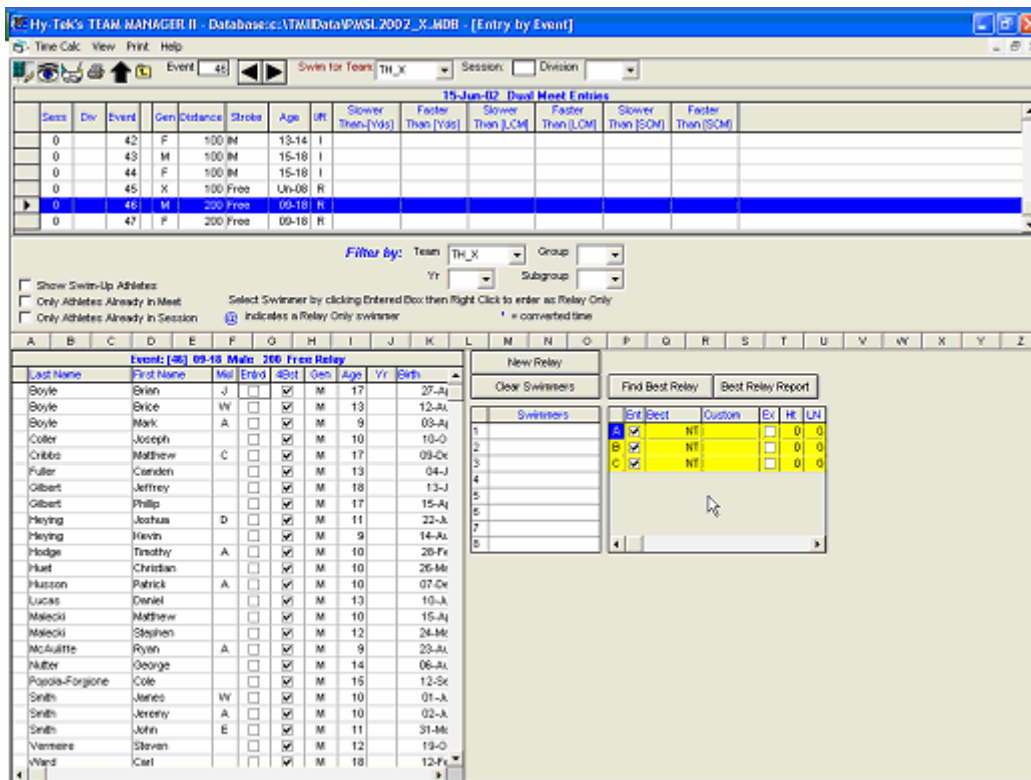 Hy-Tek's TEAM MANAGER II - Database:c:\TMIIData\PWSL2002_X.MDB - [Entry by Event]
Time Calc View Print Help
Event 46 Swim for Team: TH_X Session: Division
15-Jun-02 Dual Meet Entries
Sess Div Event Gen Distance Stroke Age I/R Slower Than-[Yds] Faster Than [Yds] Slower Than [LCM] Faster Than [LCM] Slower Than [SCM] Faster Than [SCM]
0 42 F 100 IM 13-14 I
0 43 M 100 IM 15-18 I
0 44 F 100 IM 15-18 I
0 45 X 100 Free Un-08 R
0 46 M 200 Free 09-18 R
0 47 F 200 Free 09-18 R
Filter by: Team TH_X Group
Yr Subgroup
Show Swim-Up Athletes
Only Athletes Already in Meet Select Swimmer by clicking Entered Box then Right Click to enter as Relay Only
Only Athletes Already in Session @ indicates a Relay Only swimmer ' = converted time
A B C D E F G H I J K L M N O P Q R S T U V W X Y Z
Event: [46] 09-18 Male 200 Free Relay
New Relay
Clear Swimmers Find Best Relay Best Relay Report
Last Name First Name Mid Entrd 4Bst Gen Age Yr Birth
Swimmers
Ent Best Custom Ex Ht LN
1
2
3
4
5
6
7
8
A NT 0 0
B NT 0 0
C NT 0 0
Boyle Brian J M 17
Boyle Brice W M 13
Boyle Mark A M 9
Coller Joseph M 10
Cribbs Matthew C M 17
Fuller Camden M 13
Gilbert Jeffrey M 18
Gilbert Phillip M 17
Heying Joshua D M 11
Heying Kevin M 9
Hodge Timothy A M 10
Huet Christian M 10
Husson Patrick A M 10
Lucas Daniel M 13
Malecki Matthew M 10
Malecki Stephen M 12
McAuliffe Ryan A M 9
Nutter George M 14
Popola-Forgione Cole M 15
Smith James W M 10
Smith Jeremy A M 10
Smith John E M 11
Vermeire Steven M 12
Ward Carl M 18